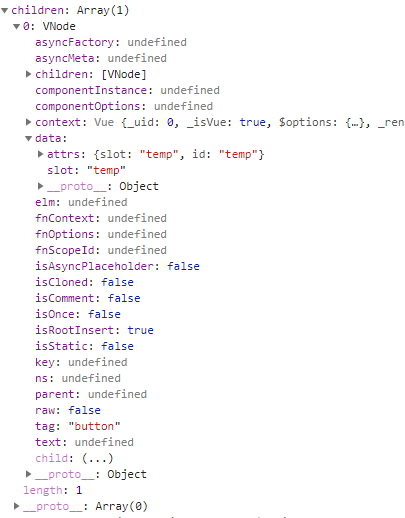 ▾children: Array(1)
▾0: VNode
asyncFactory: undefined
asyncMeta: undefined
▸children: [VNode]
componentInstance: undefined
componentOptions: undefined
▸context: Vue {_uid: 0, _isVue: true, $options: {…}, _ren
▾data:
▸attrs: {slot: "temp", id: "temp"}
slot: "temp"
▸__proto__: Object
elm: undefined
fnContext: undefined
fnOptions: undefined
fnScopeId: undefined
isAsyncPlaceholder: false
isCloned: false
isComment: false
isOnce: false
isRootInsert: true
isStatic: false
key: undefined
ns: undefined
parent: undefined
raw: false
tag: "button"
text: undefined
child: (...)
▸__proto__: Object
length: 1
▸__proto__: Array(0)